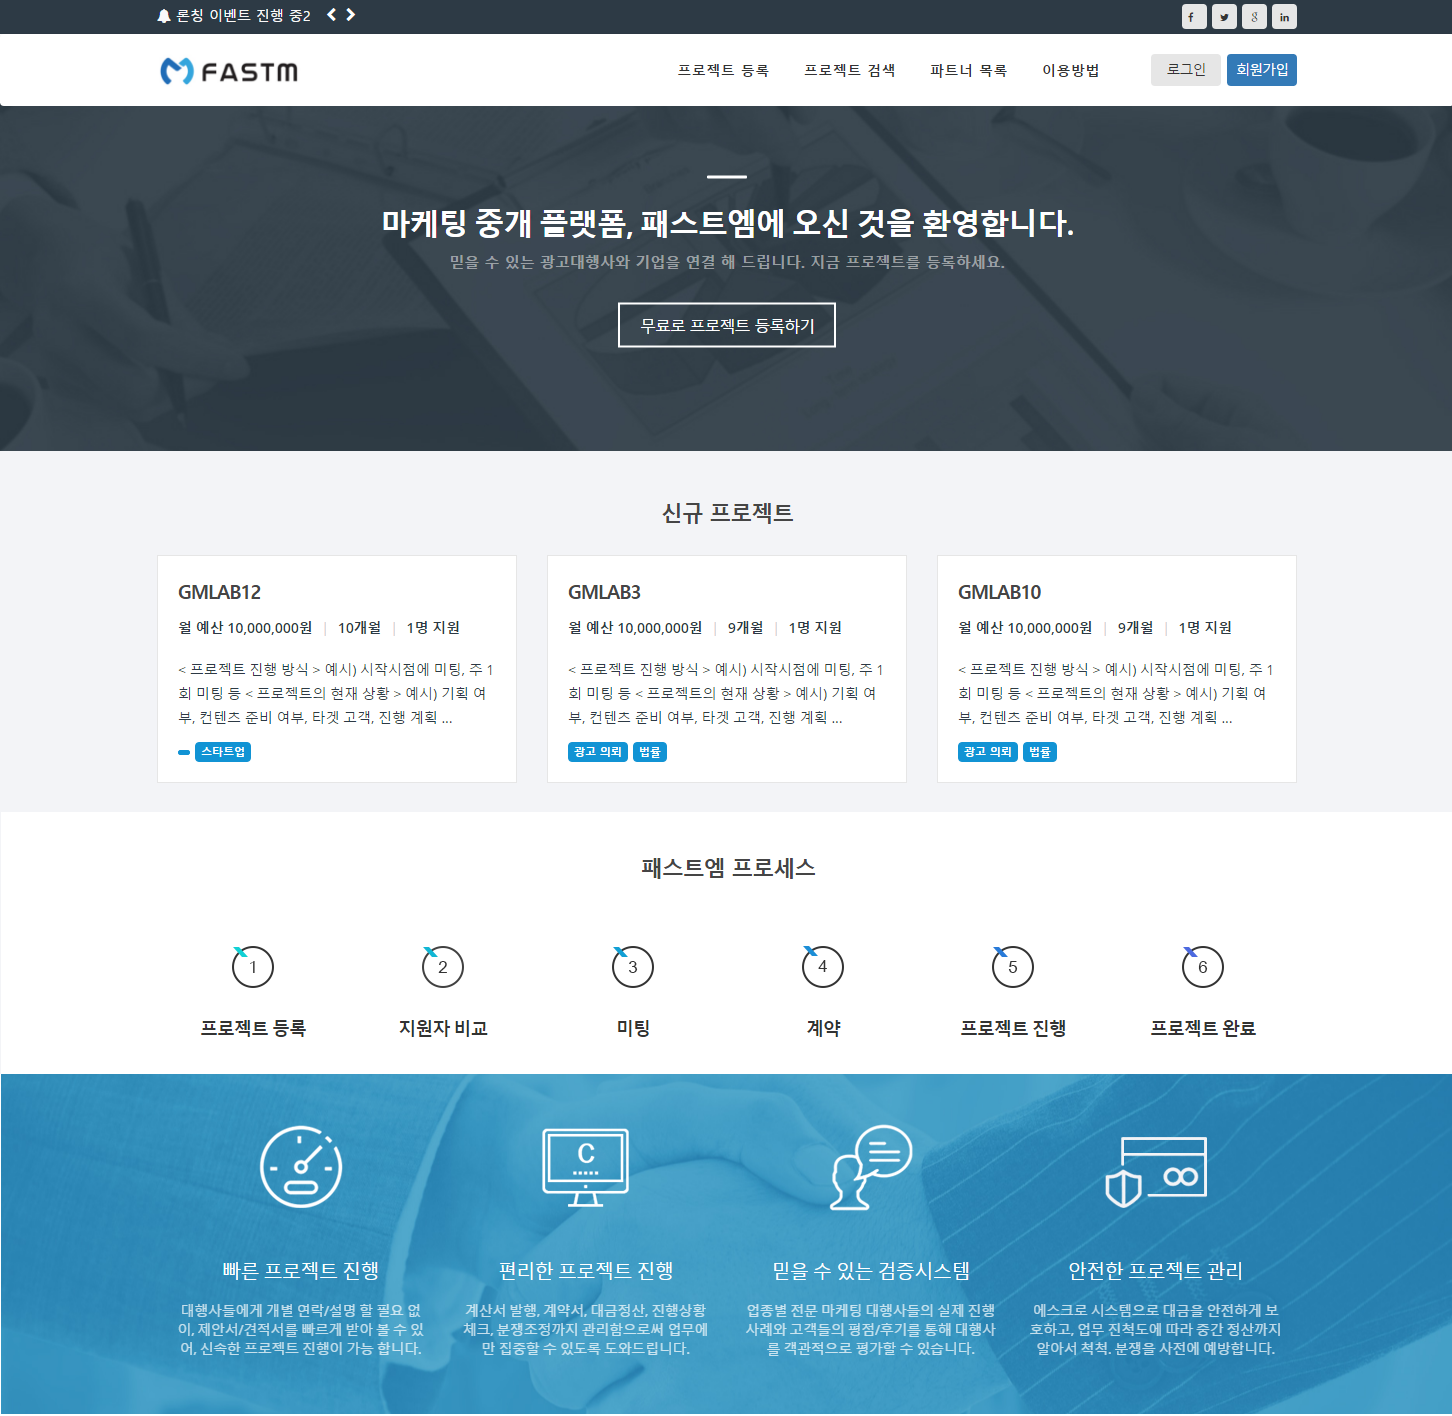 론칭 이벤트 진행 중2
FASTM
프로젝트 등록
프로젝트 검색
파트너 목록
이용방법
로그인
회원가입
마케팅 중개 플랫폼, 패스트엠에 오신 것을 환영합니다.
믿을 수 있는 광고대행사와 기업을 연결 해 드립니다. 지금 프로젝트를 등록하세요.
무료로 프로젝트 등록하기
신규 프로젝트
GMLAB12
월 예산 10,000,000원 | 10개월 | 1명 지원
< 프로젝트 진행 방식 > 예시) 시작시점에 미팅, 주 1
회 미팅 등 < 프로젝트의 현재 상황 > 예시) 기획 여
부, 컨텐츠 준비 여부, 타겟 고객, 진행 계획 ...
스타트업
GMLAB3
월 예산 10,000,000원 | 9개월 | 1명 지원
< 프로젝트 진행 방식 > 예시) 시작시점에 미팅, 주 1
회 미팅 등 < 프로젝트의 현재 상황 > 예시) 기획 여
부, 컨텐츠 준비 여부, 타겟 고객, 진행 계획 ...
광고 의뢰 법률
GMLAB10
월 예산 10,000,000원 | 9개월 | 1명 지원
< 프로젝트 진행 방식 > 예시) 시작시점에 미팅, 주 1
회 미팅 등 < 프로젝트의 현재 상황 > 예시) 기획 여
부, 컨텐츠 준비 여부, 타겟 고객, 진행 계획 ...
광고 의뢰 법률
패스트엠 프로세스
1
프로젝트 등록
2
지원자 비교
3
미팅
4
계약
5
프로젝트 진행
6
프로젝트 완료
빠른 프로젝트 진행
대행사들에게 개별 연락/설명 할 필요 없
이, 제안서/견적서를 빠르게 받아 볼 수 있
어, 신속한 프로젝트 진행이 가능 합니다.
C
편리한 프로젝트 진행
계산서 발행, 계약서, 대금정산, 진행상황
체크, 분쟁조정까지 관리함으로써 업무에
만 집중할 수 있도록 도와드립니다.
믿을 수 있는 검증시스템
업종별 전문 마케팅 대행사들의 실제 진행
사례와 고객들의 평점/후기를 통해 대행사
를 객관적으로 평가할 수 있습니다.
안전한 프로젝트 관리
에스크로 시스템으로 대금을 안전하게 보
호하고, 업무 진척도에 따라 중간 정산까지
알아서 척척. 분쟁을 사전에 예방합니다.